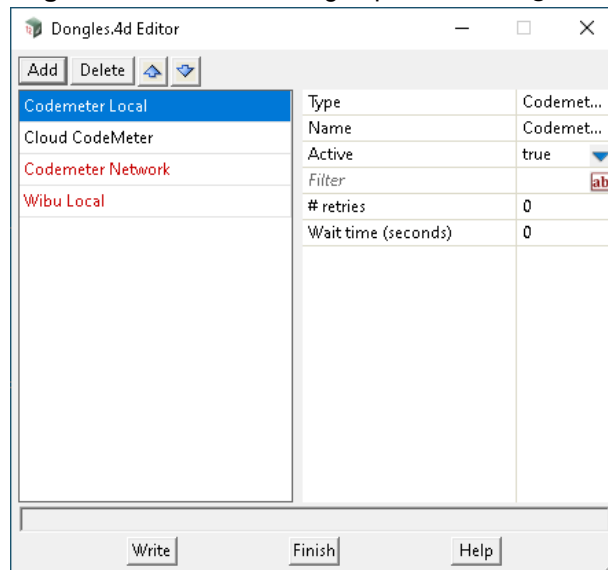 Dongles.4d Editor
Add Delete
Codemeter Local
Cloud CodeMeter
Codemeter Network
Wibu Local
Type Codemet...
Name Codemet...
Active true
Filter ab
# retries 0
Wait time (seconds) 0
Write Finish Help